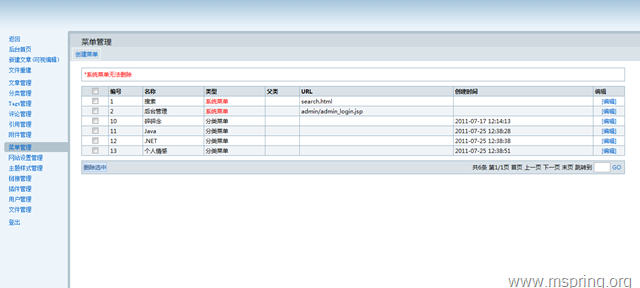 返回
后台首页
新建文章(可视编辑)
文件重建
文章管理
分类管理
Tags管理
评论管理
引用管理
附件管理
菜单管理
网站设置管理
主题样式管理
链接管理
插件管理
用户管理
文件管理
登出
菜单管理
创建菜单
*系统菜单无法删除
编号 名称 类型 父类 URL 创建时间 编辑
1 搜索 系统菜单 search.html [编辑]
2 后台管理 系统菜单 admin/admin_login.jsp [编辑]
10 碎碎念 分类菜单 2011-07-17 12:14:13 [编辑]
11 Java 分类菜单 2011-07-25 12:38:28 [编辑]
12 .NET 分类菜单 2011-07-25 12:38:38 [编辑]
13 个人情感 分类菜单 2011-07-25 12:38:51 [编辑]
删除选中 共6条 第1/1页 首页 上一页 下一页 末页 跳转到 GO
www.mspring.org